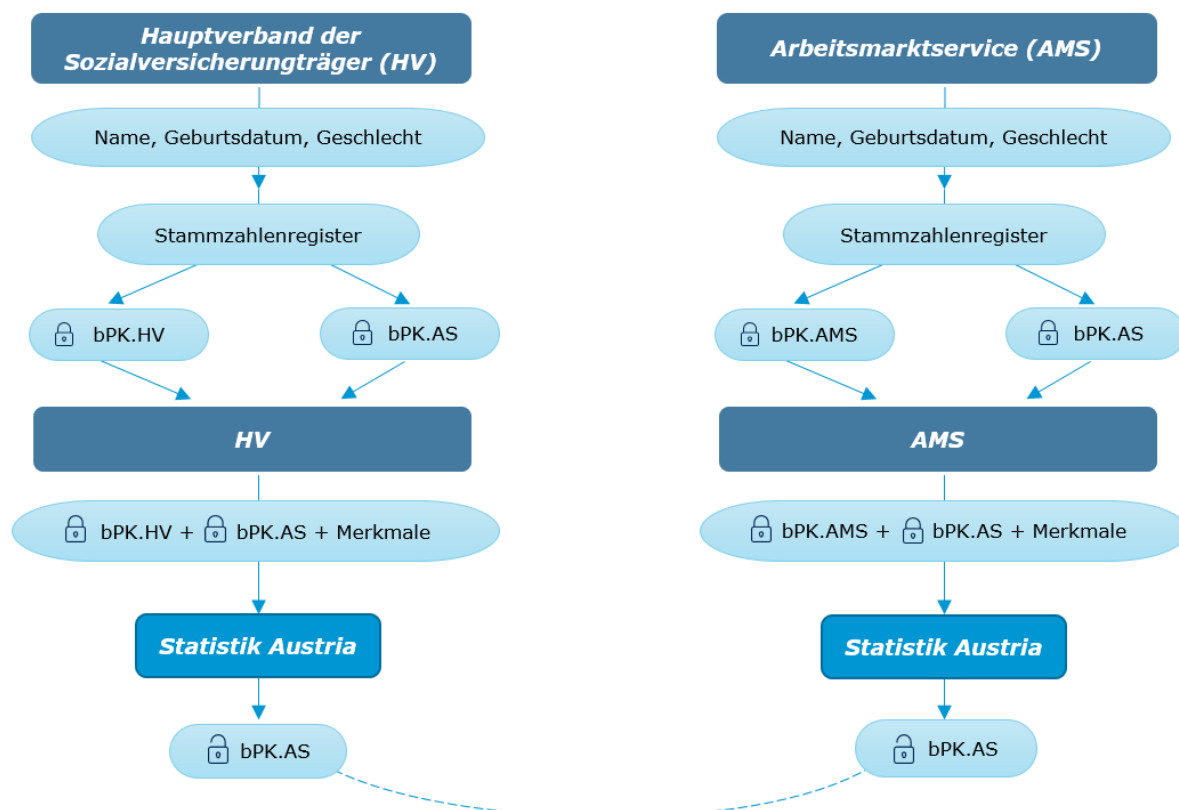 Hauptverband der
Sozialversicherungträger (HV)
Arbeitsmarktservice (AMS)
Name, Geburtsdatum, Geschlecht
Name, Geburtsdatum, Geschlecht
Stammzahlenregister
Stammzahlenregister
bPK.HV
bPK.AS
bPK.AMS
bPK.AS
HV
AMS
bPK.HV + bPK.AS + Merkmale
bPK.AMS + bPK.AS + Merkmale
Statistik Austria
Statistik Austria
bPK.AS
bPK.AS